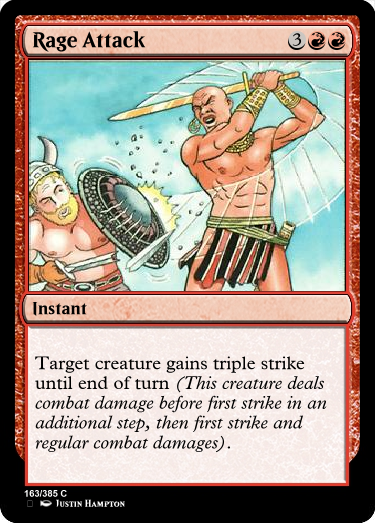 Rage Attack 3
Instant
Target creature gains triple strike
until end of turn (This creature deals
combat damage before first strike in an
additional step, then first strike and
regular combat damages).
163/385 C
Justin Hampton